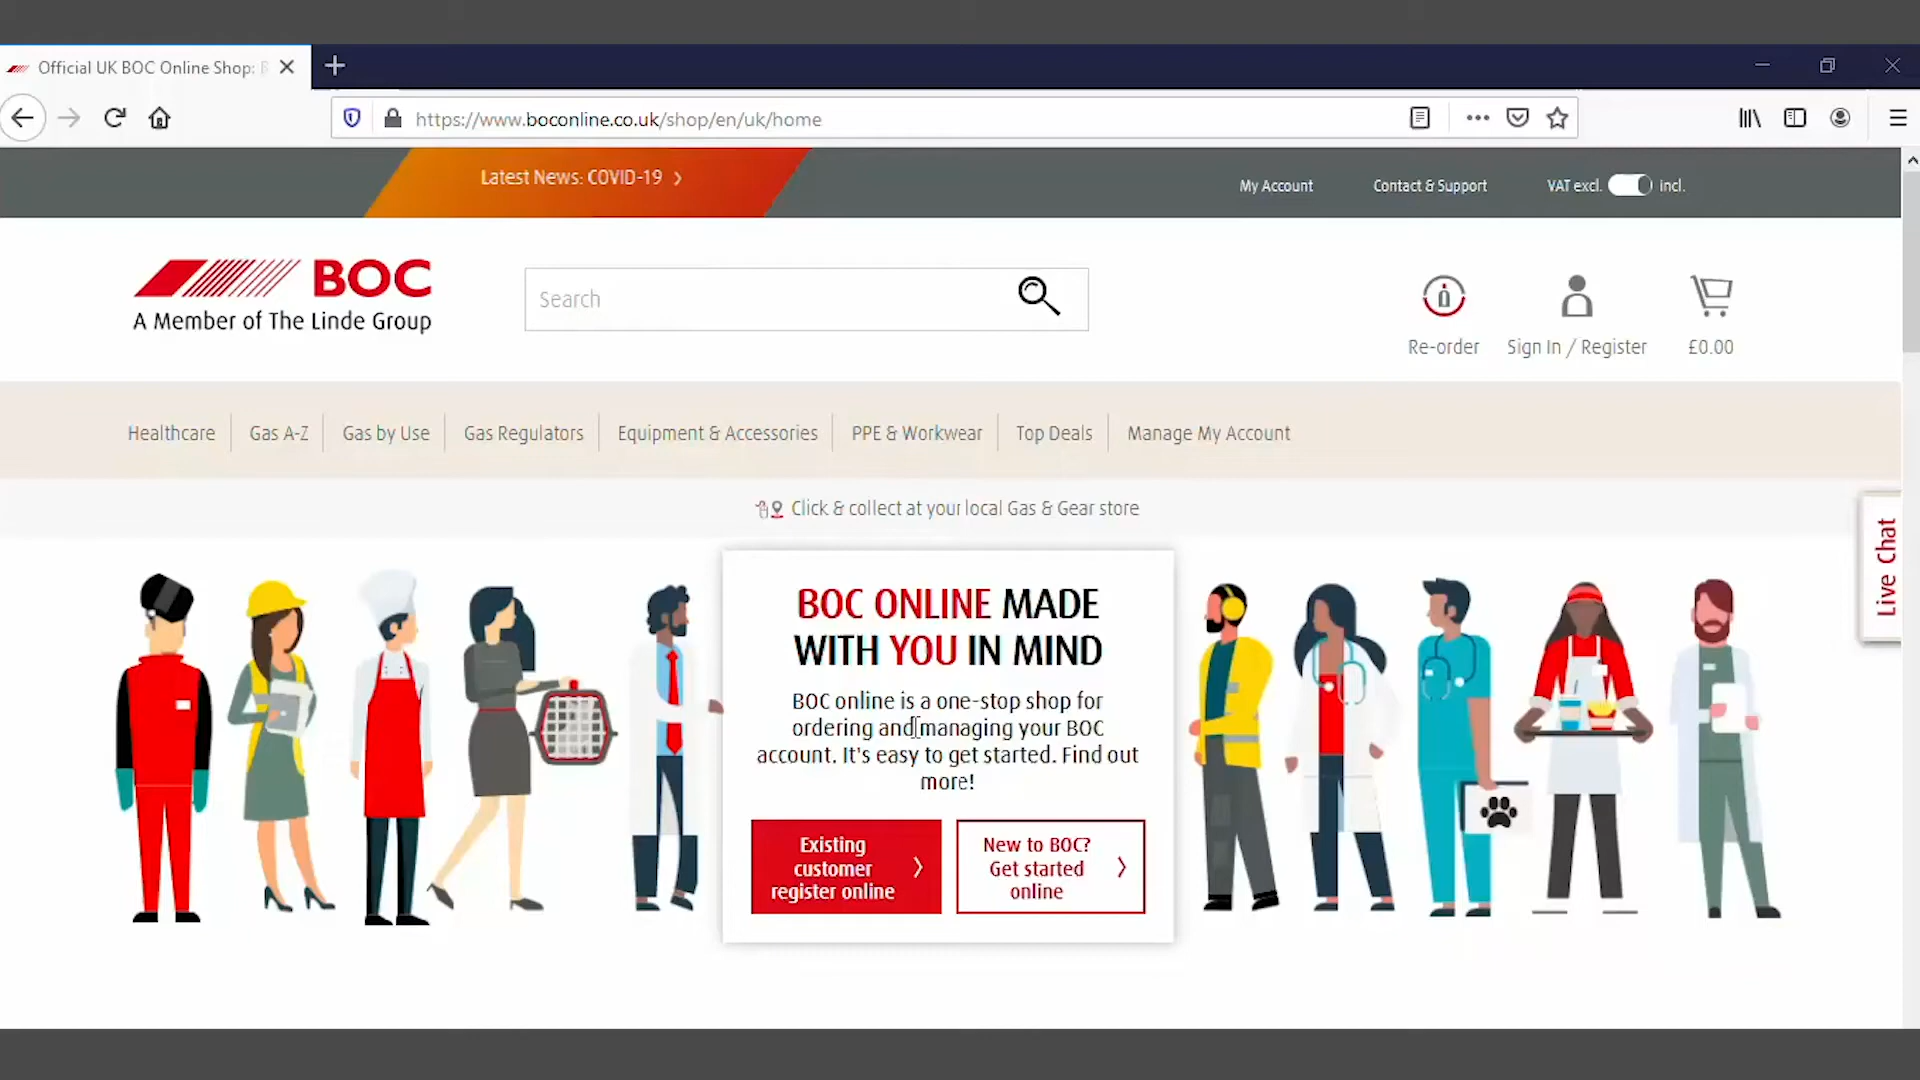 Official UK BOC Online Shop:
https://www.boconline.co.uk/shop/en/uk/home
Latest News: COVID-19
My Account
Contact & Support
VAT excl.
incl.
BOC
A Member of The Linde Group
Search
Re-order
Sign In / Register
£0.00
Healthcare
Gas A-Z
Gas by Use
Gas Regulators
Equipment & Accessories
PPE & Workwear
Top Deals
Manage My Account
Click & collect at your local Gas & Gear store
Live Chat
BOC ONLINE MADE
WITH YOU IN MIND
BOC online is a one-stop shop for
ordering and managing your BOC
account. It's easy to get started. Find out
more!
Existing
customer
register online
New to BOC?
Get started
online